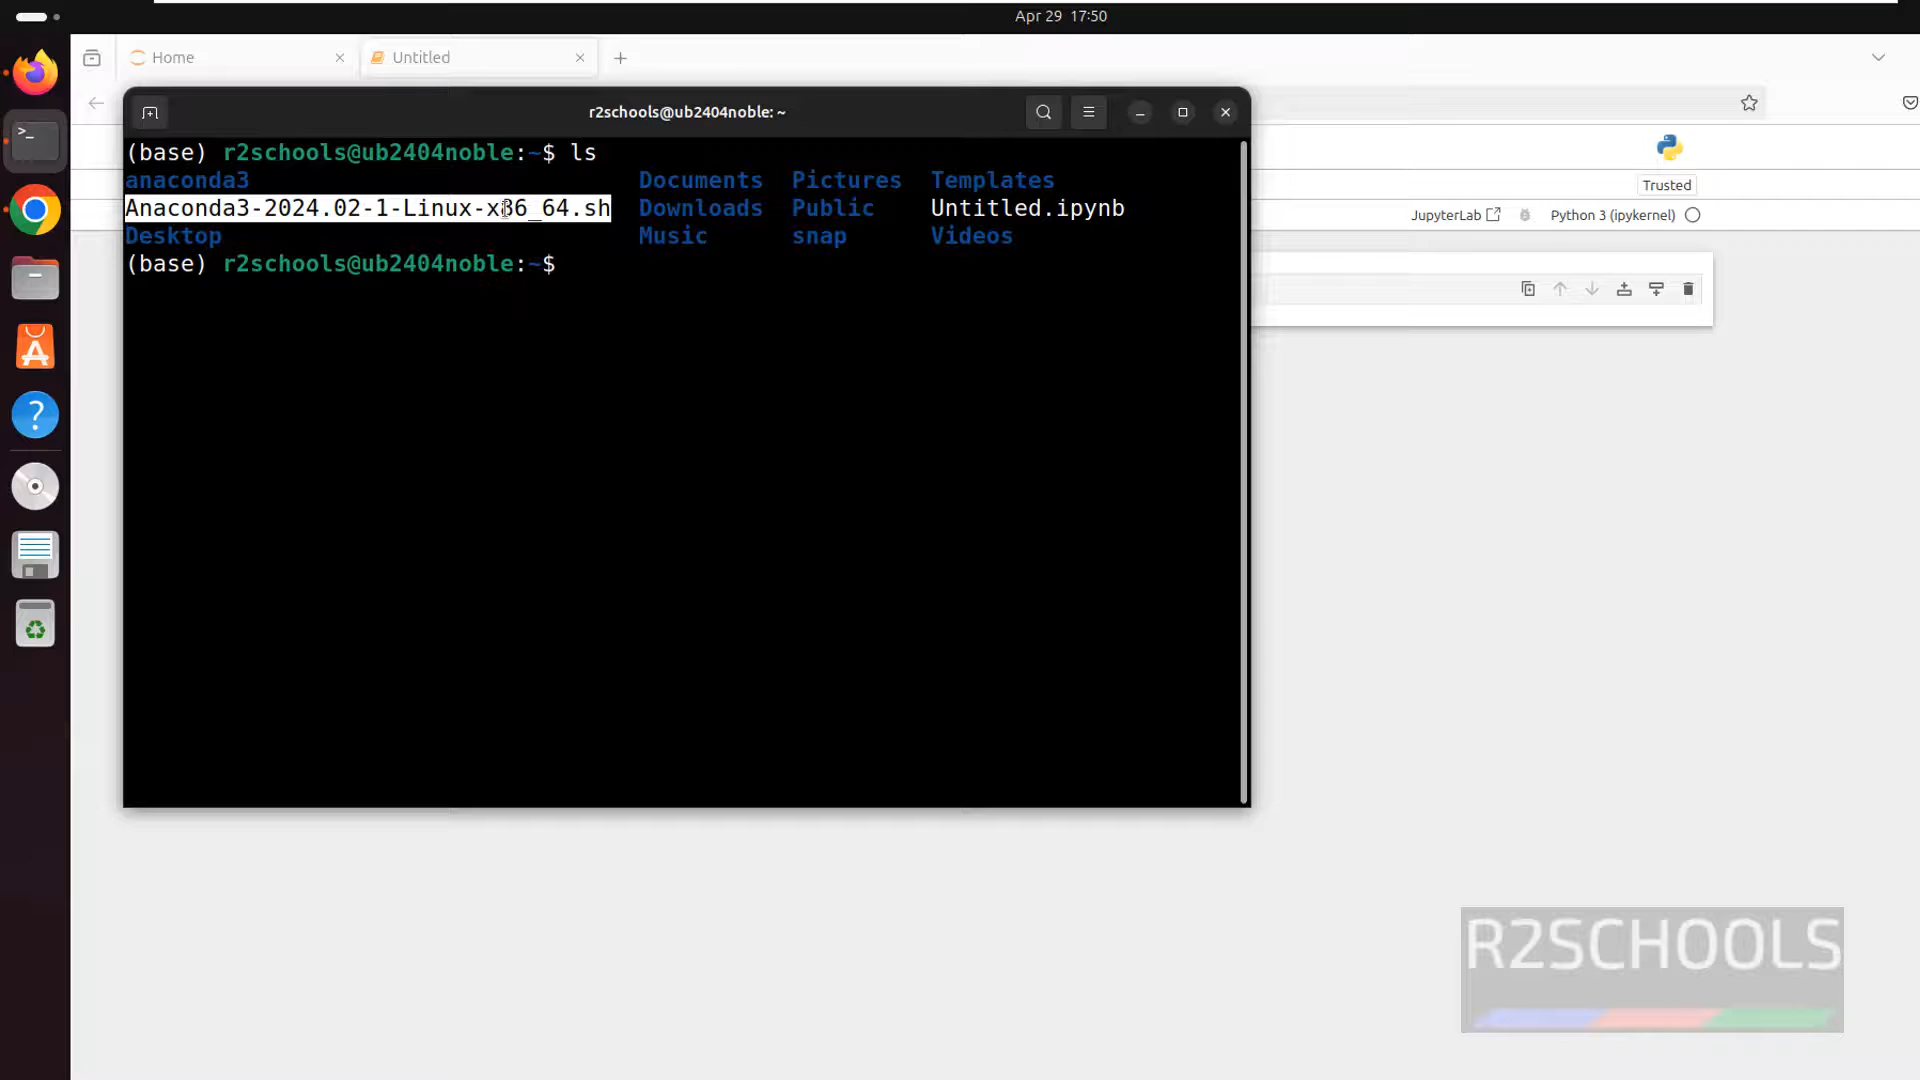 Apr 29 17:50
Home
Untitled
r2schools@ub2404noble: ~
(base) r2schools@ub2404noble:~$ ls
anaconda3 Documents Pictures Templates
Anaconda3-2024.02-1-Linux-x86_64.sh Downloads Public Untitled.ipynb
Desktop Music snap Videos
(base) r2schools@ub2404noble:~$
Trusted
JupyterLab Python 3 (ipykernel)
R2SCHOOLS